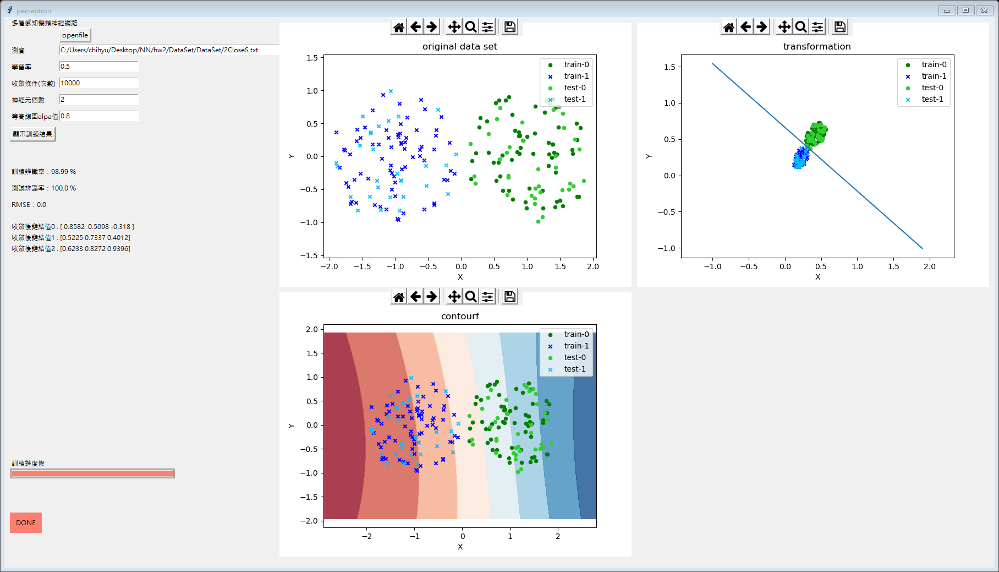 perceptron
多層感知機類神經網路
openfile
測資 C:/Users/chihyu/Desktop/NN/hw2/DataSet/DataSet/2CloseS.txt
學習率 0.5
收斂條件(次數) 10000
神經元個數 2
等高線圖alpa值 0.8
顯示訓練結果
訓練辨識率：98.99 %
測試辨識率：100.0 %
RMSE：0.0
收斂後鍵結值0 : [ 0.8582  0.5098 -0.318 ]
收斂後鍵結值1 : [0.5225 0.7337 0.4012]
收斂後鍵結值2 : [0.6233 0.8272 0.9396]
訓練進度條
DONE
original data set
1.5
1.0
0.5
0.0
−0.5
−1.0
−1.5
Y
train-0
train-1
test-0
test-1
−2.0 −1.5 −1.0 −0.5 0.0 0.5 1.0 1.5 2.0
X
transformation
1.5
1.0
0.5
0.0
−0.5
−1.0
Y
train-0
train-1
test-0
test-1
−1.0 −0.5 0.0 0.5 1.0 1.5 2.0
X
contourf
2.0
1.5
1.0
0.5
0.0
−0.5
−1.0
−1.5
−2.0
Y
train-0
train-1
test-0
test-1
−2 −1 0 1 2
X